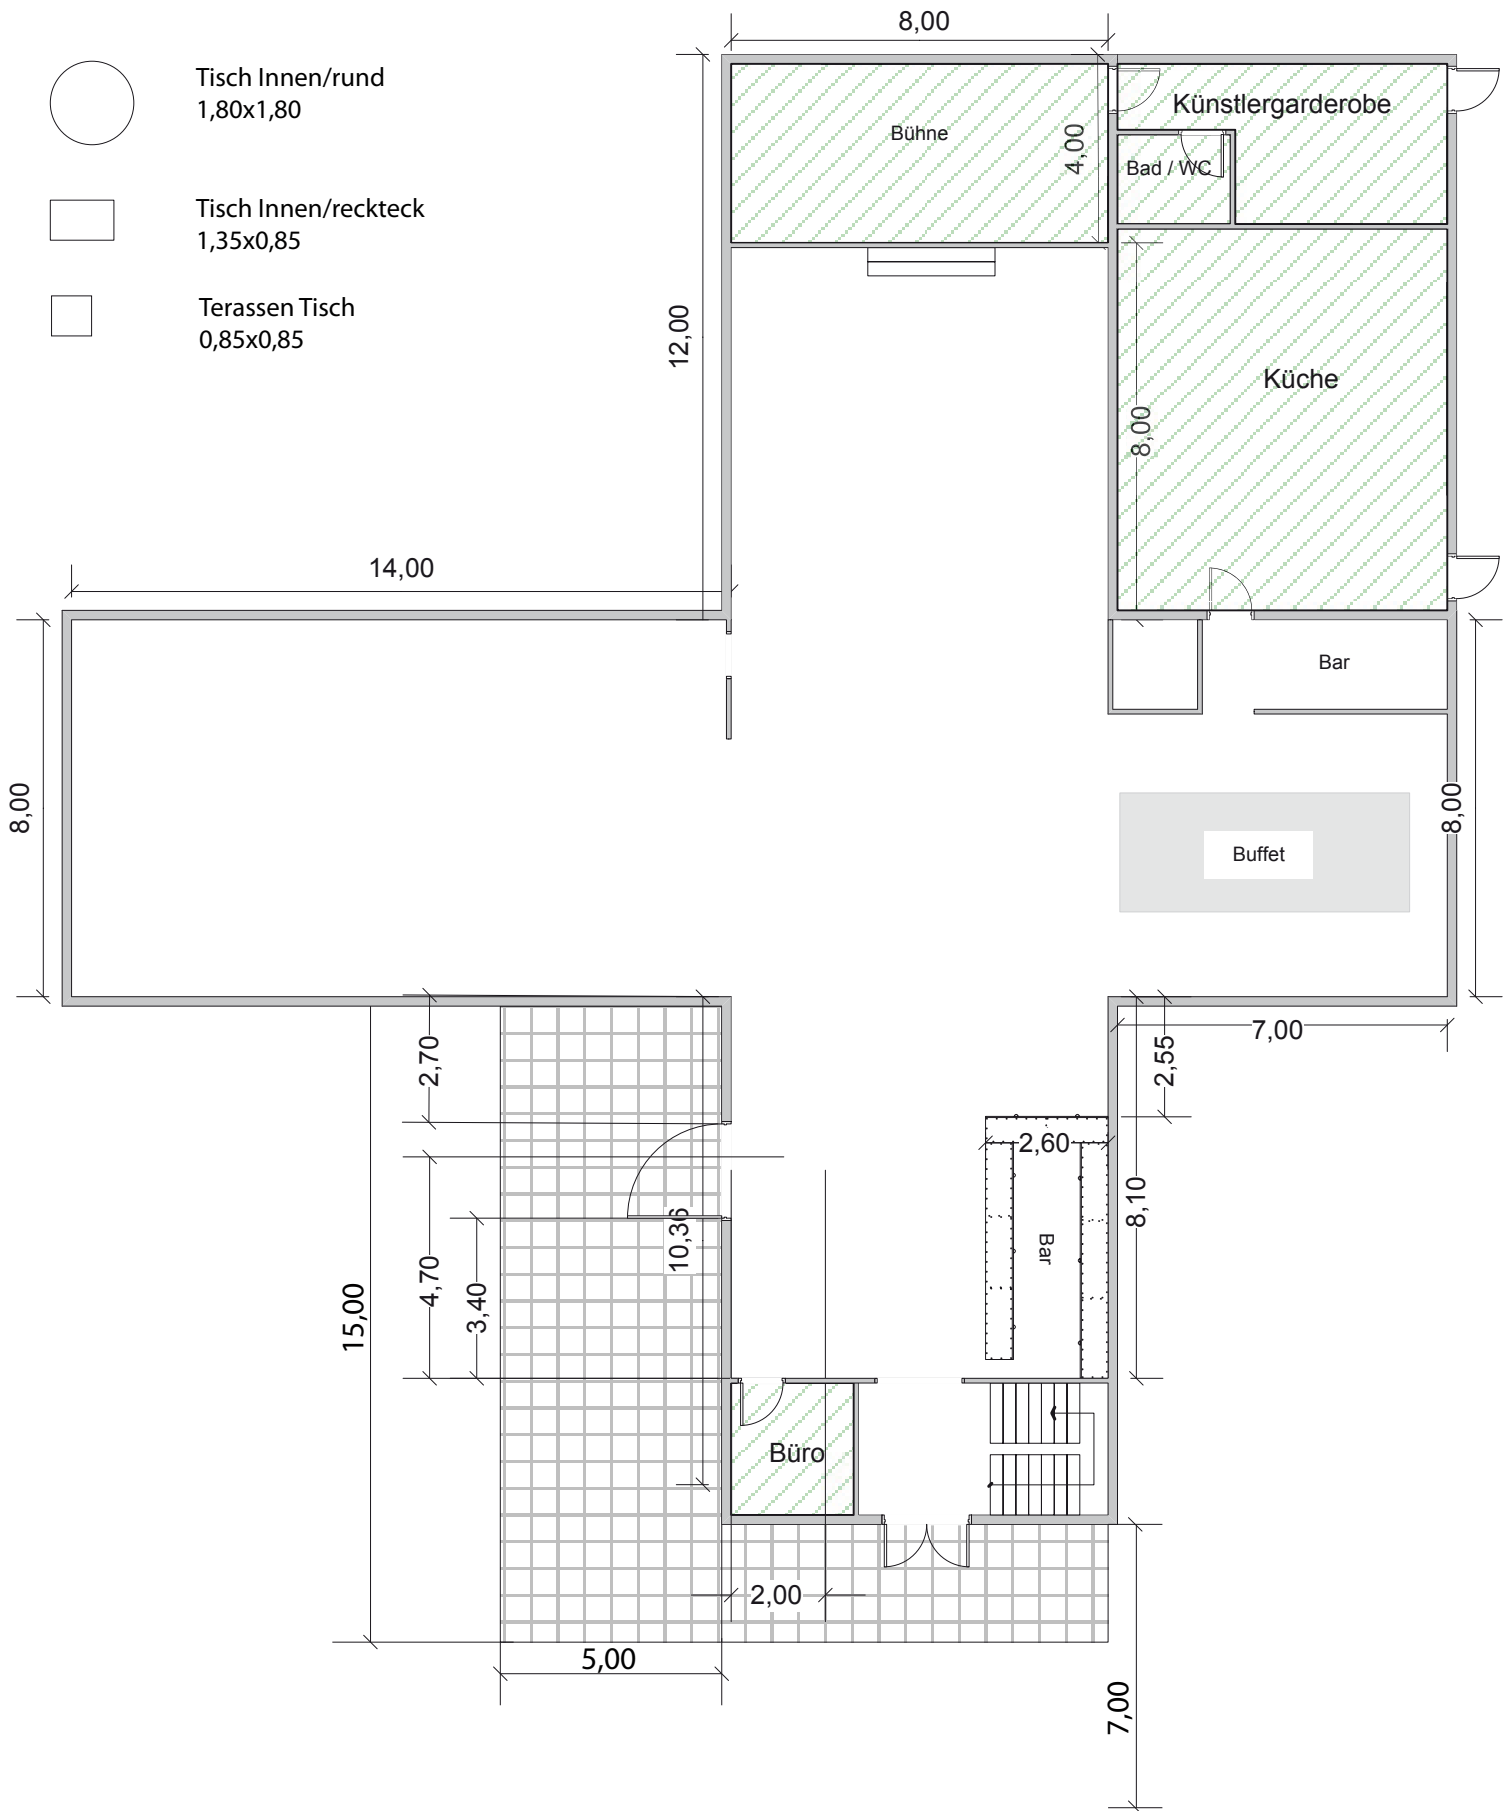 8,00
Tisch Innen/rund
1,80x1,80
Künstlergarderobe
Bühne
4,00
Bad / WC
Tisch Innen/reckteck
1,35x0,85
Terassen Tisch
0,85x0,85
12,00
Küche
8,00
14,00
Bar
8,00
8,00
Buffet
2,70
7,00
2,55
2,60
8,10
10,36
Bar
4,70
3,40
15,00
Büro
2,00
5,00
7,00